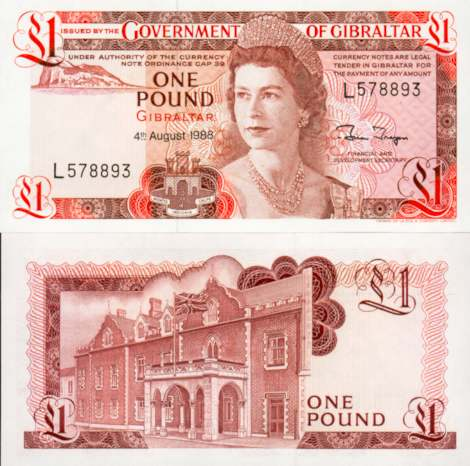 £1 ISSUED BY THE GOVERNMENT OF GIBRALTAR £1
UNDER AUTHORITY OF THE CURRENCY
NOTE ORDINANCE CAP 39
CURRENCY NOTES ARE LEGAL
TENDER IN GIBRALTAR FOR
THE PAYMENT OF ANY AMOUNT
ONE
POUND
GIBRALTAR
4th August 1988
L578893
FINANCIAL AND
DEVELOPMENT SECRETARY
L578893
£1 £1
£1
ONE
POUND
£1 £1